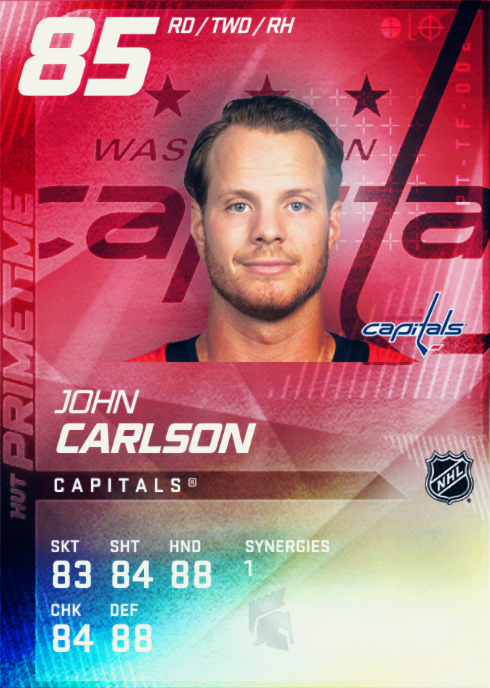 85
RD / TWD / RH
WASHINGTON
capitals
HUT PRIMETIME
capitals
JOHN
CARLSON
CAPITALS®
NHL
SKT SHT HND SYNERGIES
83 84 88 1
CHK DEF
84 88